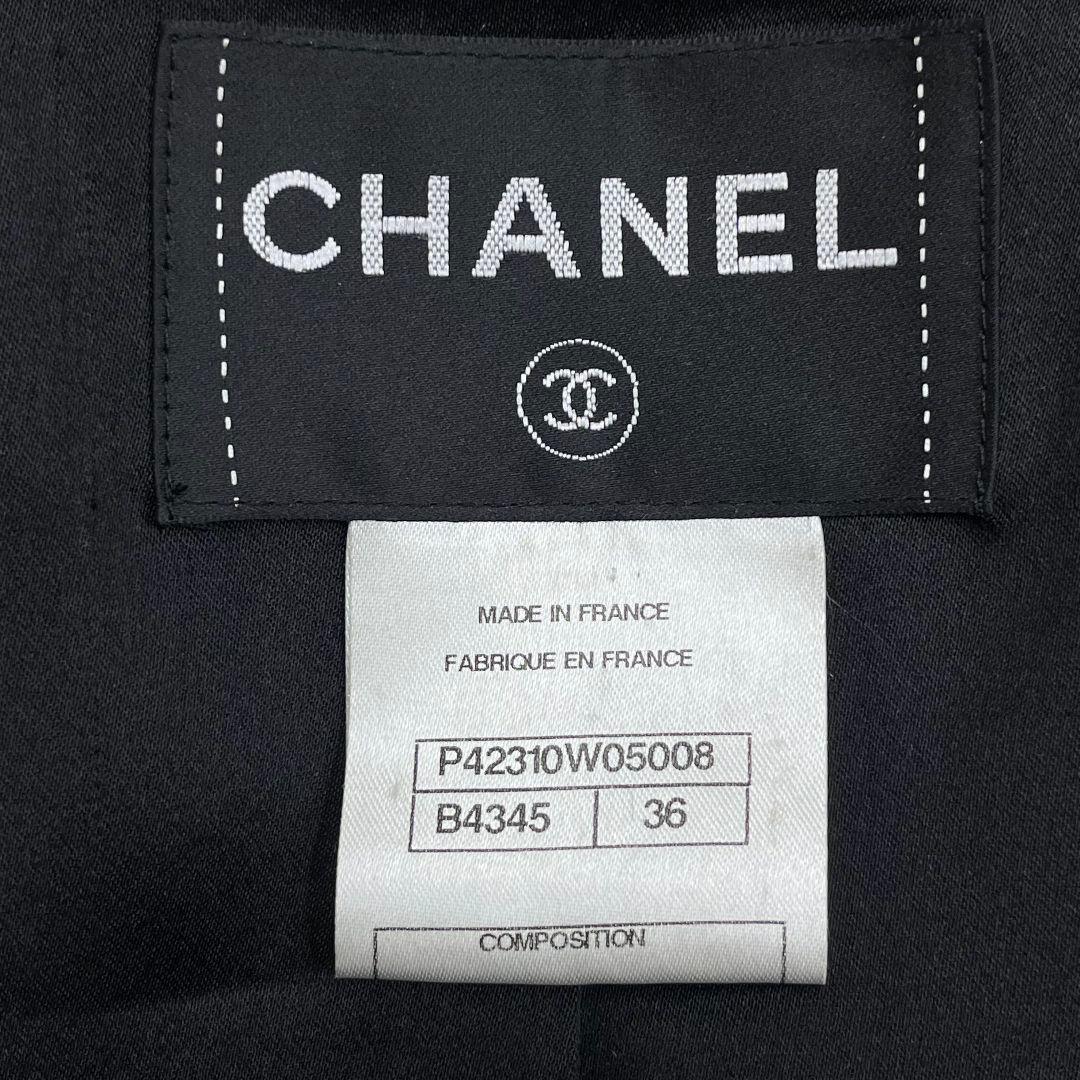 CHANEL
MADE IN FRANCE
FABRIQUE EN FRANCE
P42310W05008
B4345 36
COMPOSITION